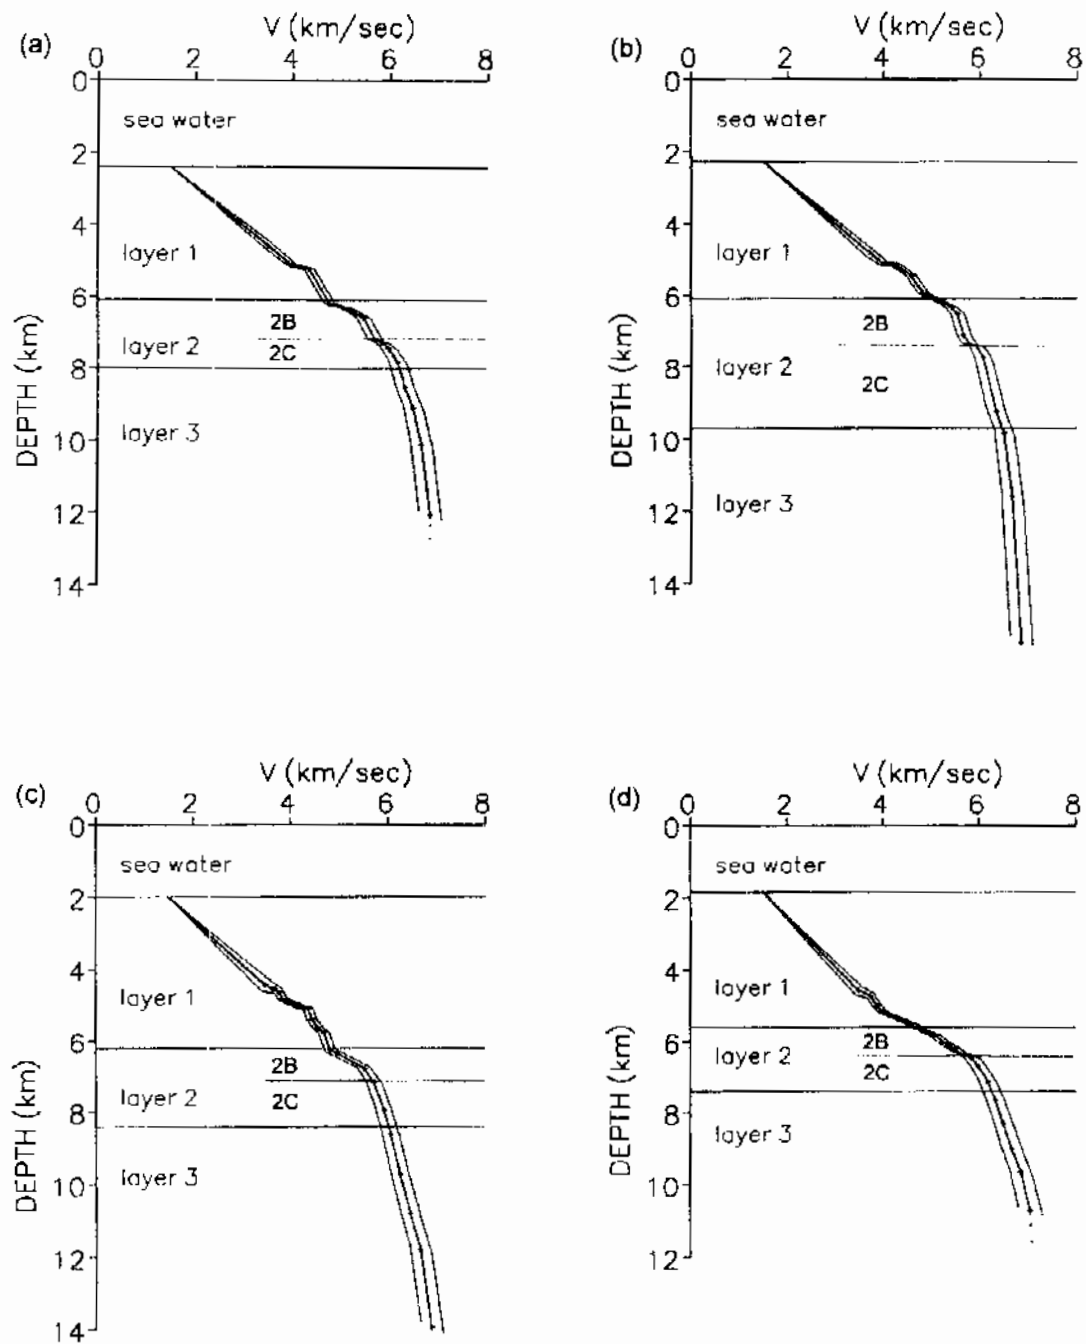 (a)
V (km/sec)
0 2 4 6 8
0
2
4
6
8
10
12
14
DEPTH (km)
sea water
layer 1
2B
layer 2
2C
layer 3
(b)
V (km/sec)
0 2 4 6 8
0
2
4
6
8
10
12
14
DEPTH (km)
sea water
layer 1
2B
layer 2
2C
layer 3
(c)
V (km/sec)
0 2 4 6 8
0
2
4
6
8
10
12
14
DEPTH (km)
sea water
layer 1
2B
layer 2
2C
layer 3
(d)
V (km/sec)
0 2 4 6 8
0
2
4
6
8
10
12
DEPTH (km)
sea water
layer 1
2B
layer 2
2C
layer 3